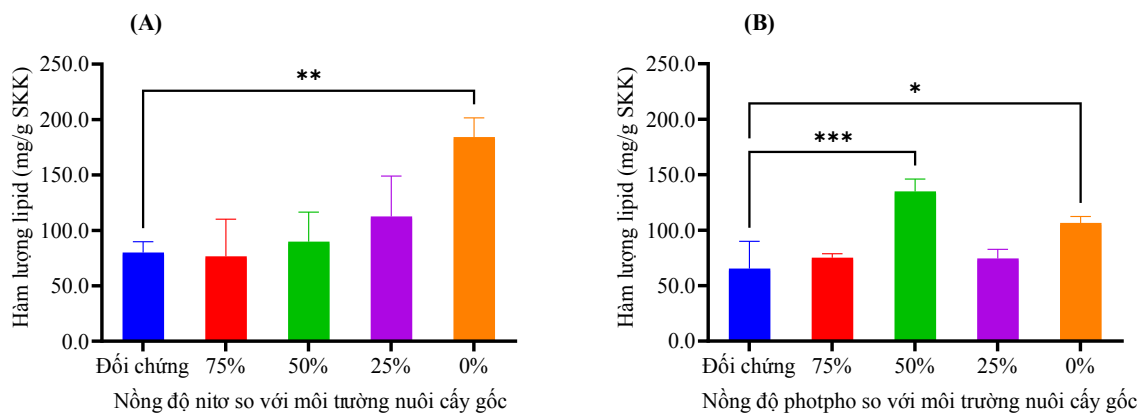 (A)
Hàm lượng lipid (mg/g SKK)
250.0
200.0
150.0
100.0
50.0
0.0
**
Đối chứng 75% 50% 25% 0%
Nồng độ nitơ so với môi trường nuôi cấy gốc
(B)
Hàm lượng lipid (mg/g SKK)
250.0
200.0
150.0
100.0
50.0
0.0
*
***
Đối chứng 75% 50% 25% 0%
Nồng độ photpho so với môi trường nuôi cấy gốc